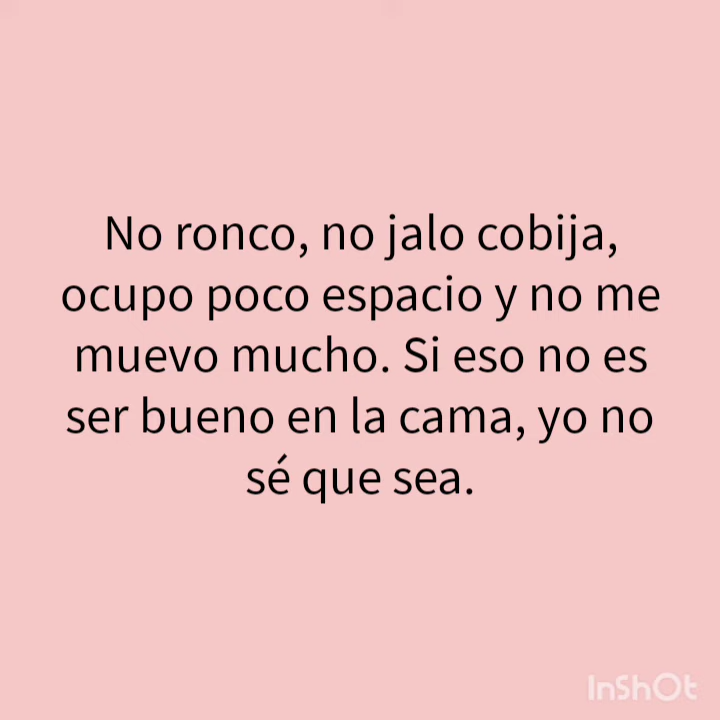 No ronco, no jalo cobija,
ocupo poco espacio y no me
muevo mucho. Si eso no es
ser bueno en la cama, yo no
sé que sea.
InShOt